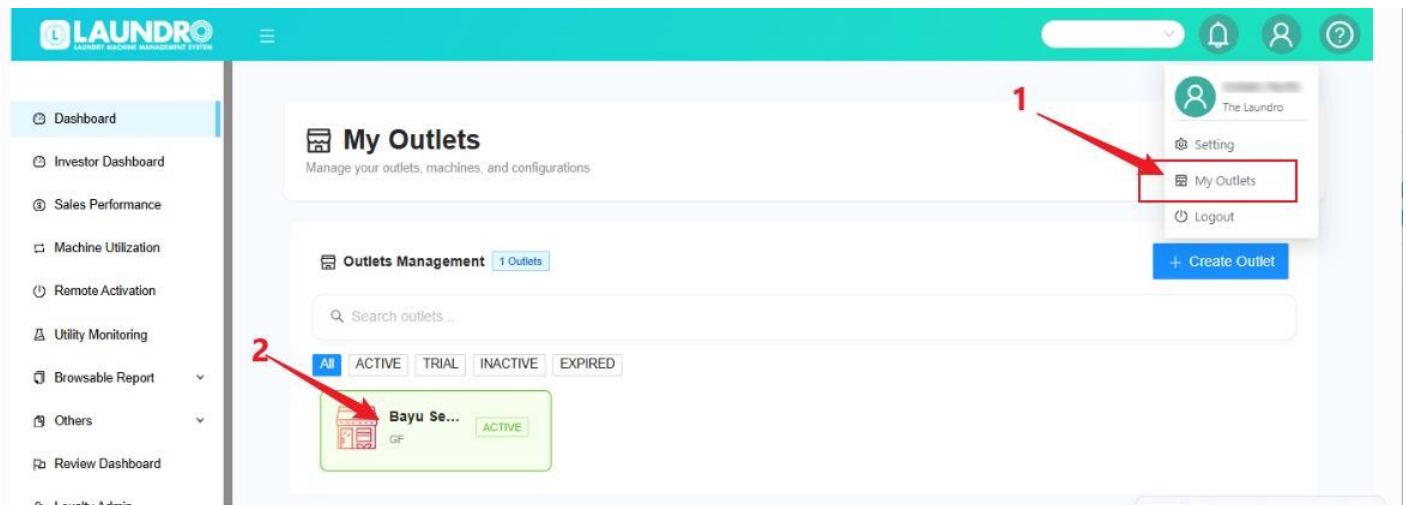 LAUNDRO
LAUNDRY MACHINE MANAGEMENT SYSTEM
The Laundro
Setting
My Outlets
Logout
1
Dashboard
Investor Dashboard
Sales Performance
Machine Utilization
Remote Activation
Utility Monitoring
Browsable Report
Others
Review Dashboard
My Outlets
Manage your outlets, machines, and configurations
Outlets Management 1 Outlets
+ Create Outlet
Search outlets...
2
All ACTIVE TRIAL INACTIVE EXPIRED
Bayu Se...
GF
ACTIVE